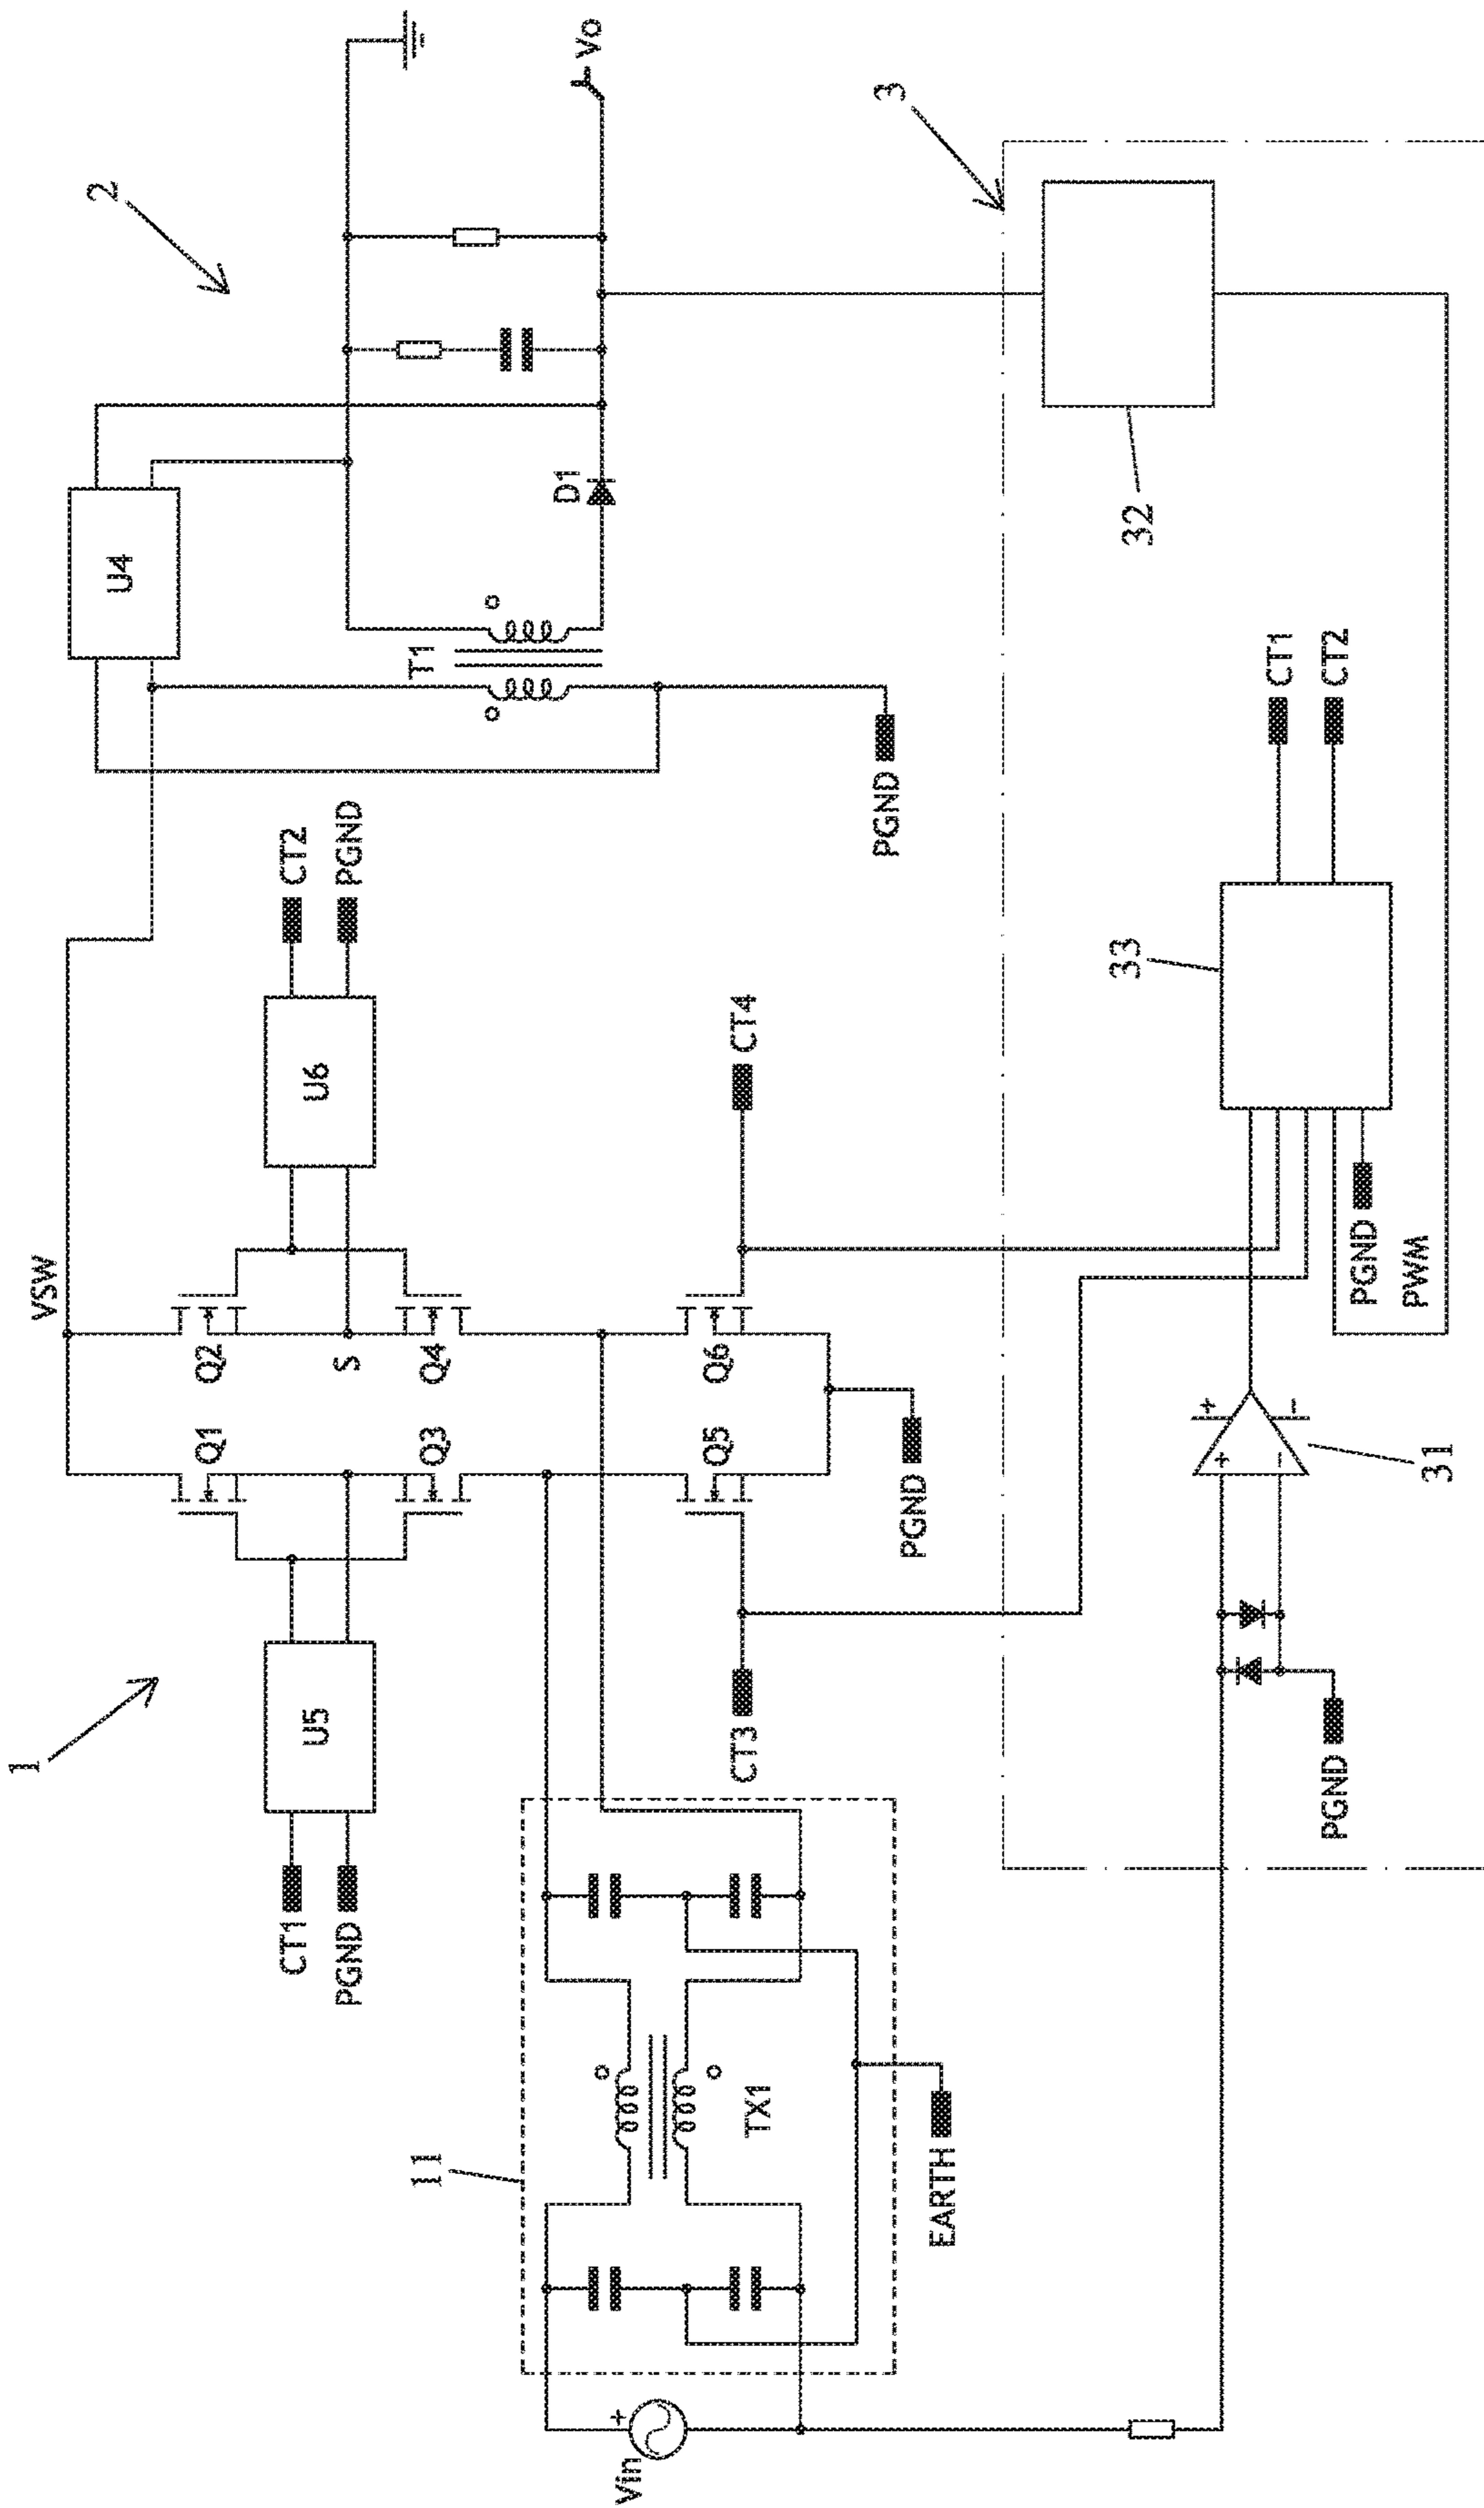 1
2
3
VSW
U4
T1
D1
Vo
CT1
PGND
U5
Q1
Q2
S
Q3
Q4
U6
CT2
PGND
Q5
Q6
CT3
CT4
PGND
PGND
11
TX1
EARTH
Vin
+
PGND
+
-
+
-
31
PGND
PWM
33
CT1
CT2
32